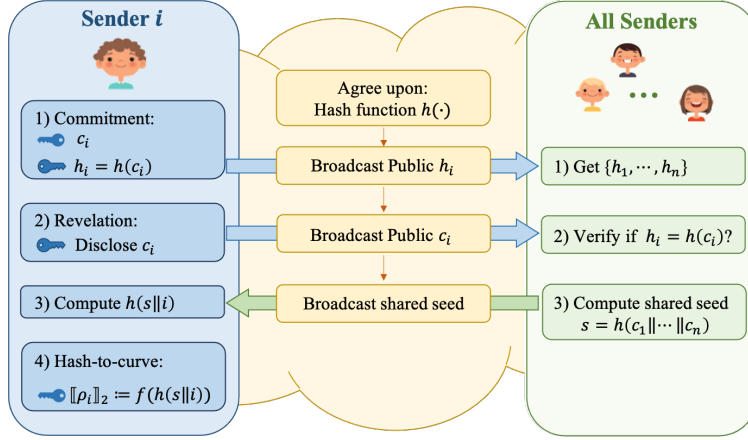 Sender i
1) Commitment:
c_i
h_i = h(c_i)
2) Revelation:
Disclose c_i
3) Compute h(s‖i)
4) Hash-to-curve:
⟦ρ_i⟧_2 ≔ f(h(s‖i))
Agree upon:
Hash function h(·)
Broadcast Public h_i
Broadcast Public c_i
Broadcast shared seed
All Senders
1) Get {h_1, ⋯, h_n}
2) Verify if h_i = h(c_i)?
3) Compute shared seed
s = h(c_1‖⋯‖c_n)